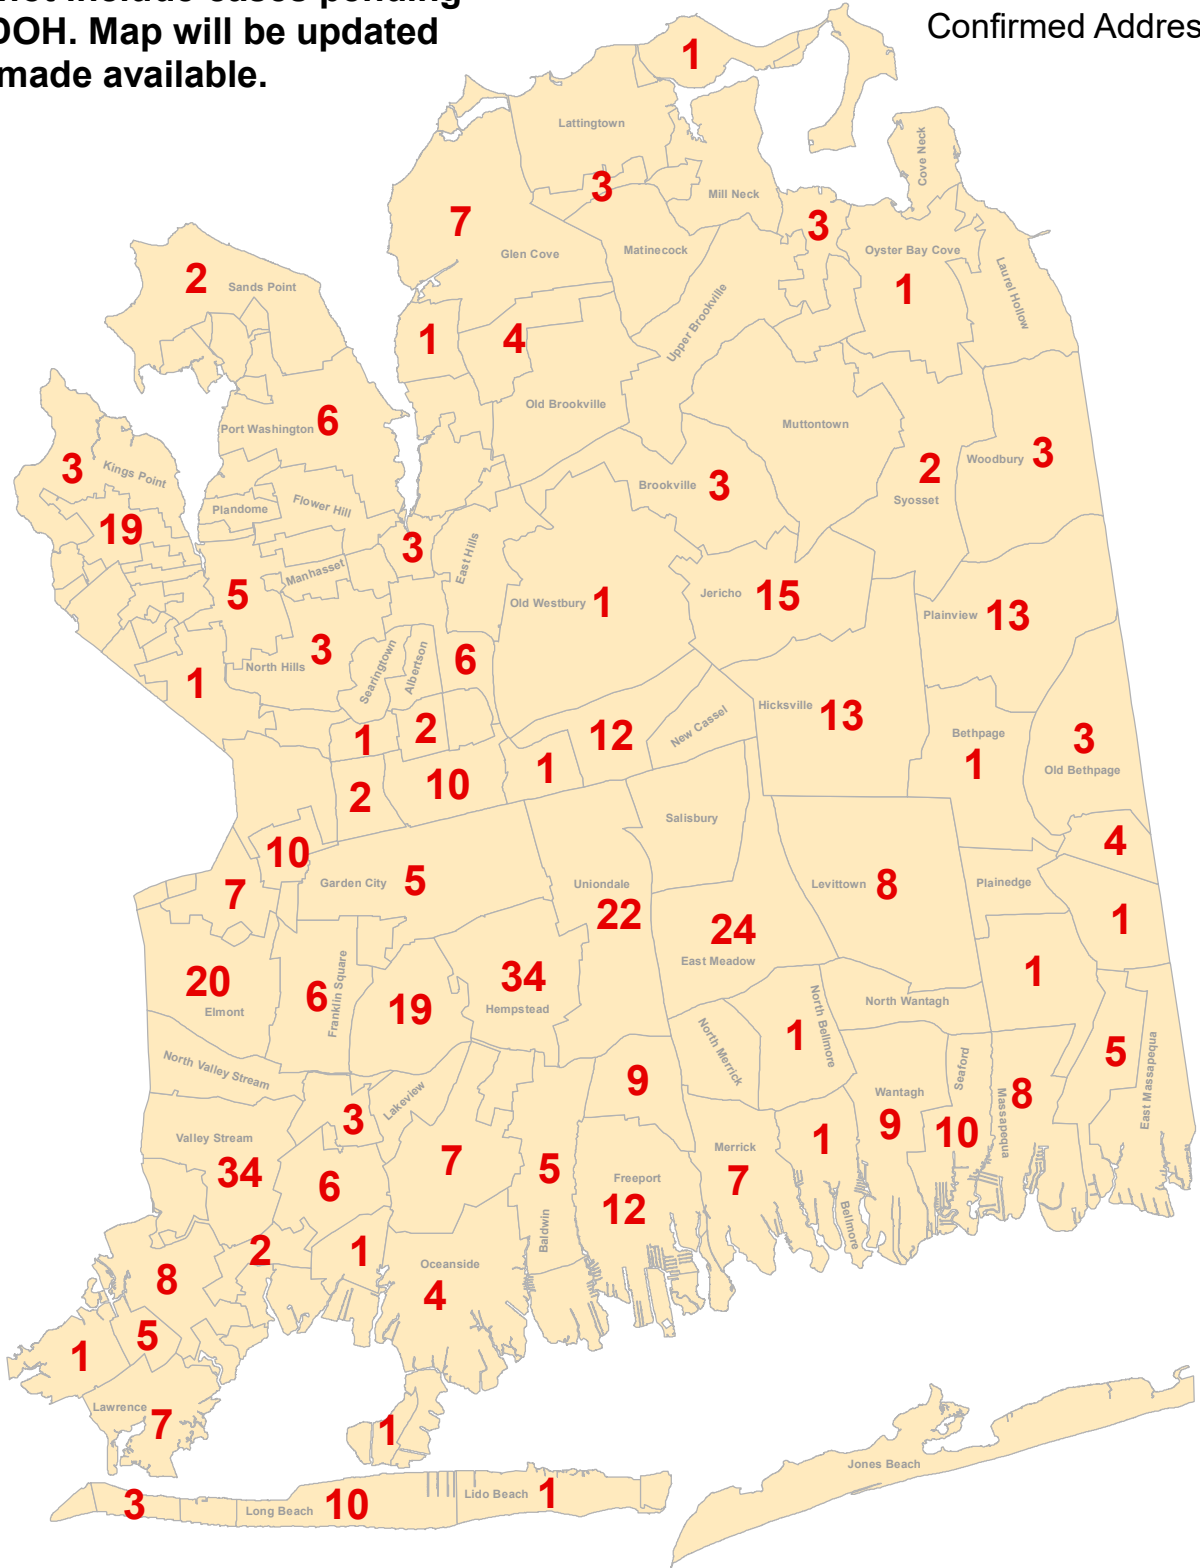 not include cases pending
DOH. Map will be updated
made available.
Confirmed Addres
1
Lattingtown
Cove Neck
3
Mill Neck
7
3
Glen Cove
Matinecock
Oyster Bay Cove
Laurel Hollow
2
Sands Point
1
Upper Brookville
1
4
Old Brookville
Port Washington 6
Muttontown
3
Kings Point
Brookville 3
2
Syosset
Woodbury 3
Plandome
Flower Hill
19
3
East Hills
5
Manhasset
Old Westbury 1
Jericho 15
Plainview 13
North Hills 3
Searingtown
Albertson
6
1
Hicksville 13
New Cassel
1
2
12
Bethpage
1
3
Old Bethpage
2
10
1
Salisbury
10
4
7
Garden City 5
Uniondale
22
Levittown 8
Plainedge
1
24
East Meadow
20
Elmont
6
Franklin Square
19
34
Hempstead
1
North Wantagh
North Valley Stream
North Merrick
1
North Bellmore
Seaford
5
East Massapequa
Lakeview
9
Wantagh
9
10
Massapequa
8
3
Valley Stream
34
6
7
5
Baldwin
Freeport
12
Merrick
7
1
Bellmore
2
1
8
Oceanside
4
5
1
Lawrence 7
1
Jones Beach
3
Long Beach 10
Lido Beach 1